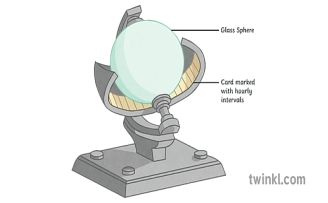 Glass Sphere
Card marked
with hourly
intervals
twinkl.com